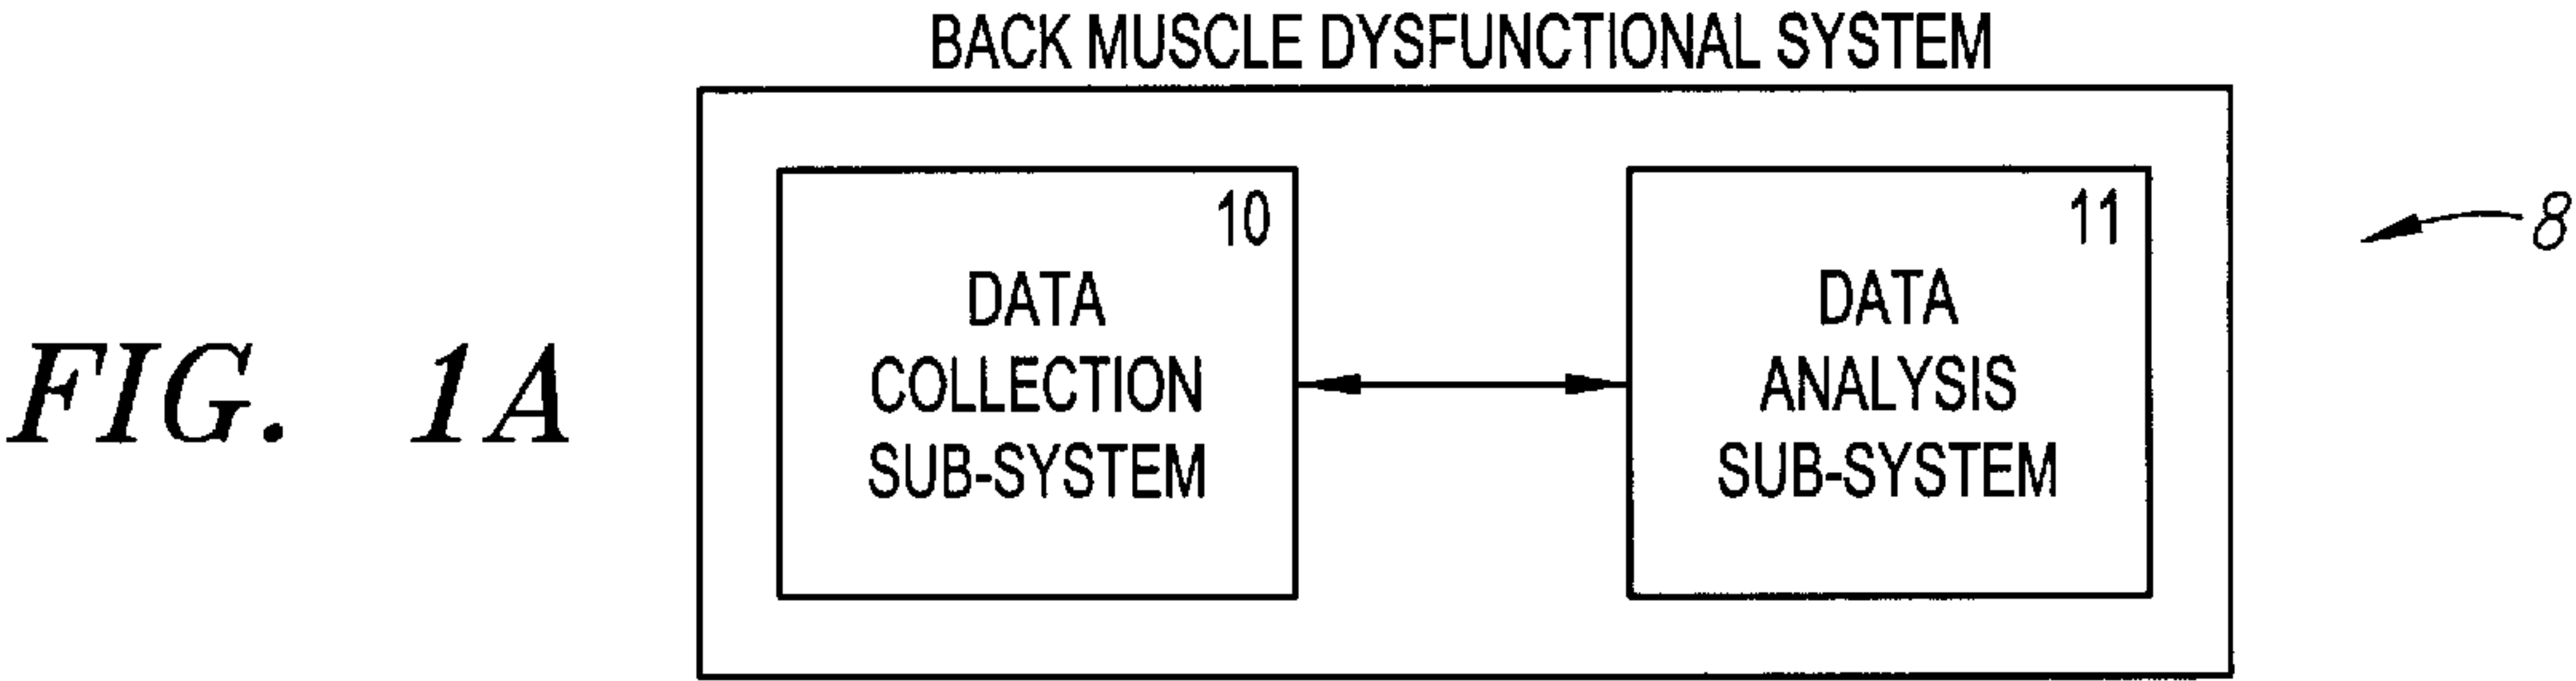 BACK MUSCLE DYSFUNCTIONAL SYSTEM
10
DATA
COLLECTION
SUB-SYSTEM
11
DATA
ANALYSIS
SUB-SYSTEM
8
FIG. 1A